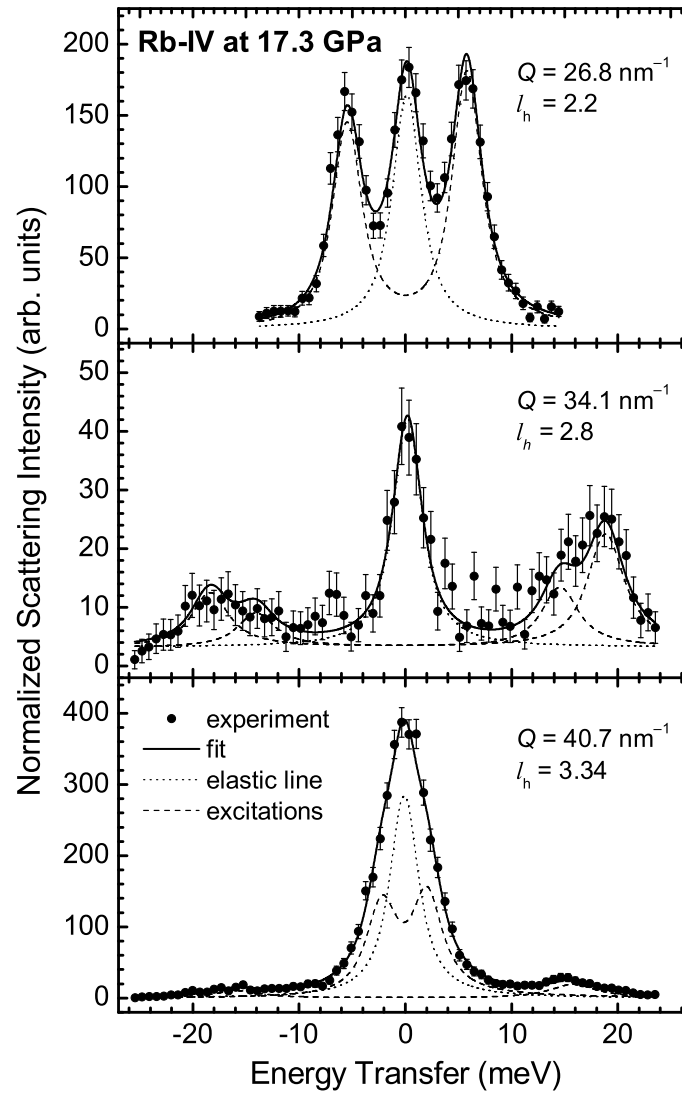 Rb-IV at 17.3 GPa
Q = 26.8 nm⁻¹
lₕ = 2.2
200
150
100
50
0
Q = 34.1 nm⁻¹
lₕ = 2.8
50
40
30
20
10
0
Q = 40.7 nm⁻¹
lₕ = 3.34
experiment
fit
elastic line
excitations
400
300
200
100
0
-20 -10 0 10 20
Energy Transfer (meV)
Normalized Scattering Intensity (arb. units)